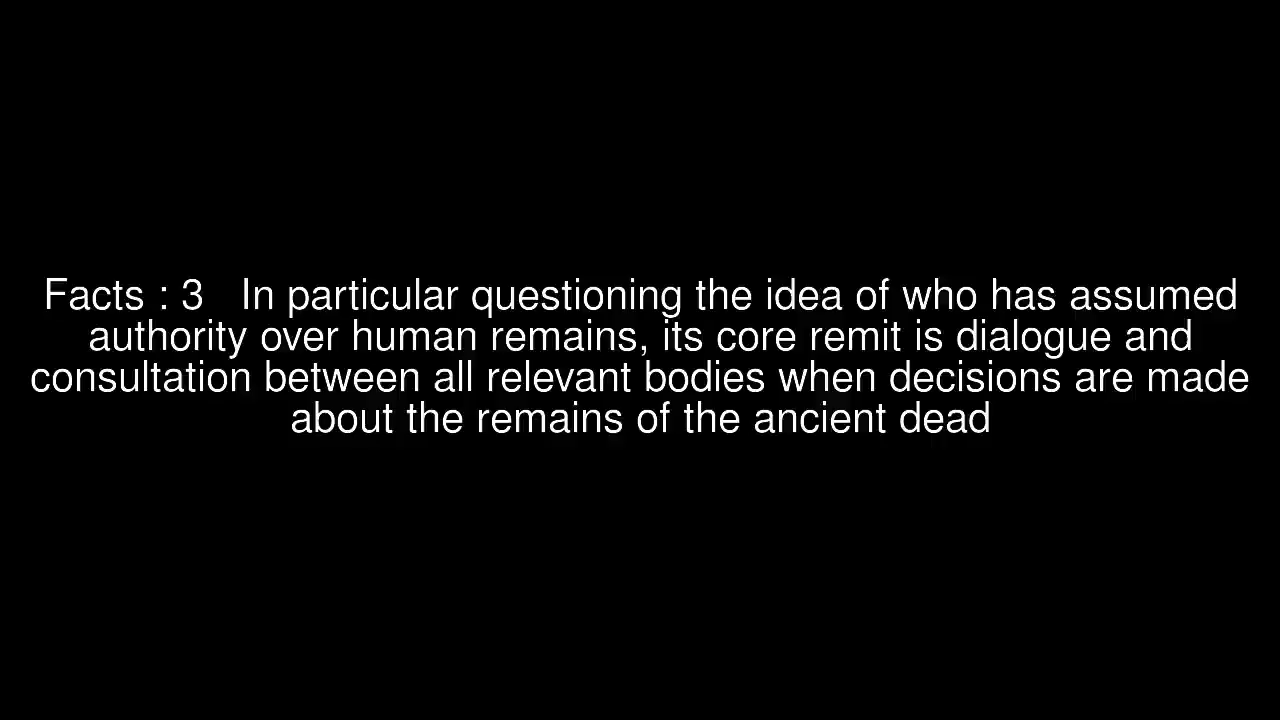 Facts : 3   In particular questioning the idea of who has assumed
authority over human remains, its core remit is dialogue and
consultation between all relevant bodies when decisions are made
about the remains of the ancient dead